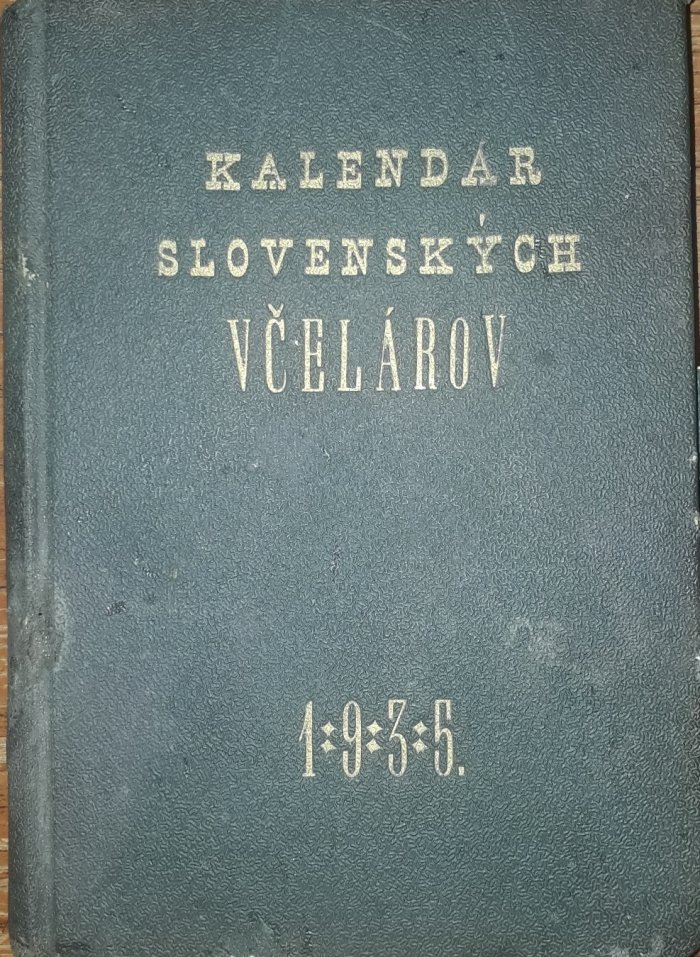 KALENDÁR
SLOVENSKÝCH
VČELÁROV
1:9:3:5.